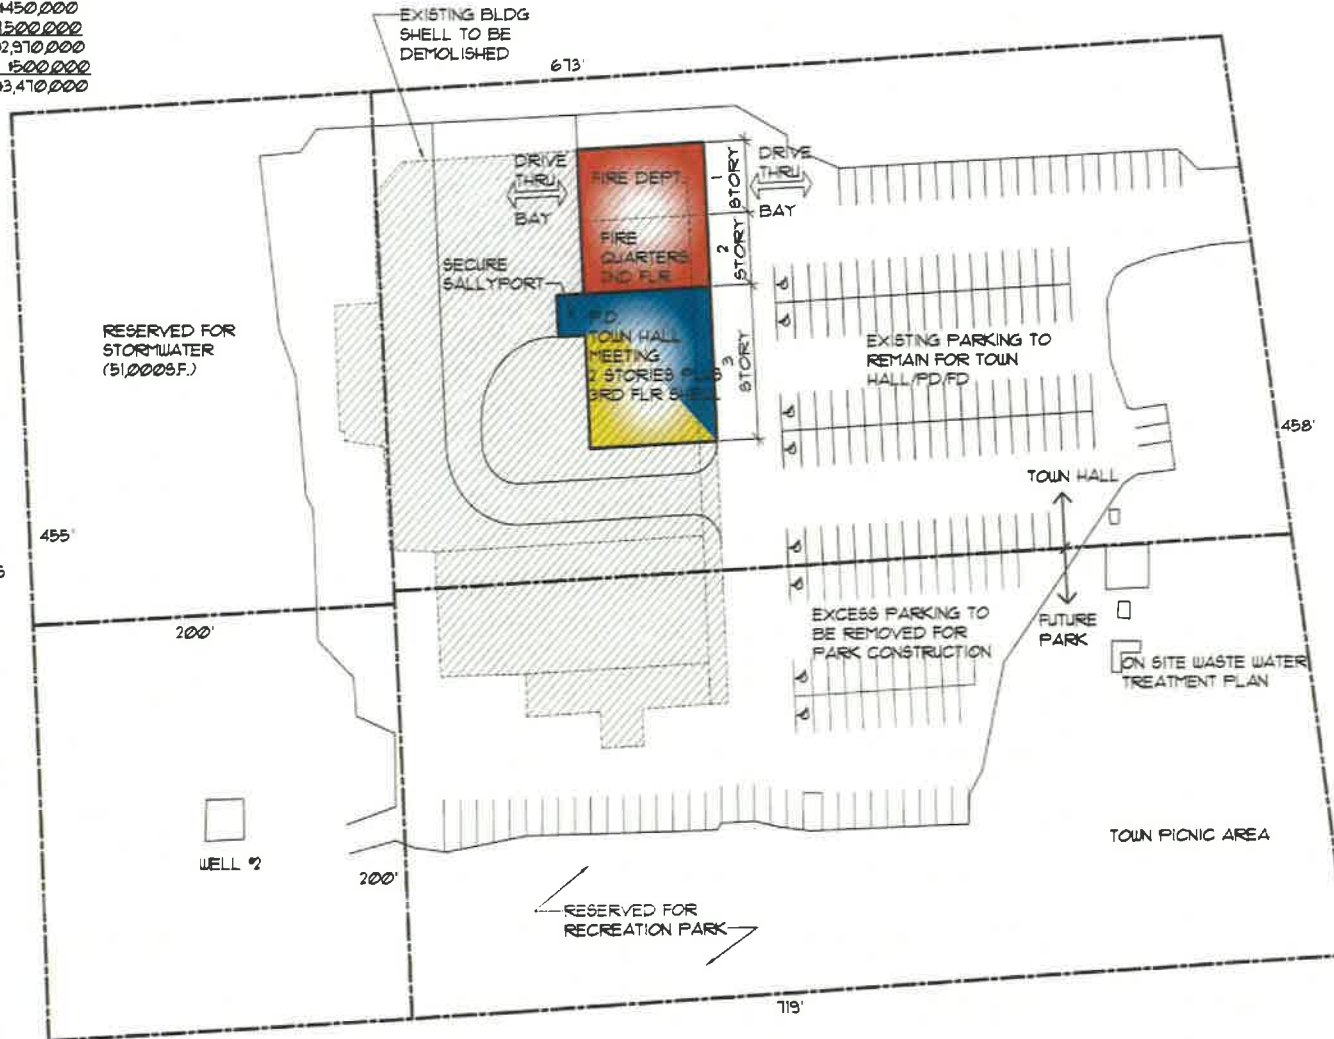 450,000
500,000
2,970,000
$500,000
3,470,000
EXISTING BLDG
SHELL TO BE
DEMOLISHED
673'
DRIVE
THRU
BAY
FIRE DEPT.
1
STORY
DRIVE
THRU
BAY
FIRE
QUARTERS
2ND FLR
2
STORY
SECURE
SALLYPORT
P.D.
TOWN HALL
MEETING
2 STORIES PLUS
3RD FLR SHELL
3
STORY
RESERVED FOR
STORMWATER
(51,000S.F.)
EXISTING PARKING TO
REMAIN FOR TOWN
HALL/PD/FD
458'
TOWN HALL
455'
S
200'
EXCESS PARKING TO
BE REMOVED FOR
PARK CONSTRUCTION
FUTURE
PARK
ON SITE WASTE WATER
TREATMENT PLAN
WELL #2
200'
TOWN PICNIC AREA
RESERVED FOR
RECREATION PARK
719'